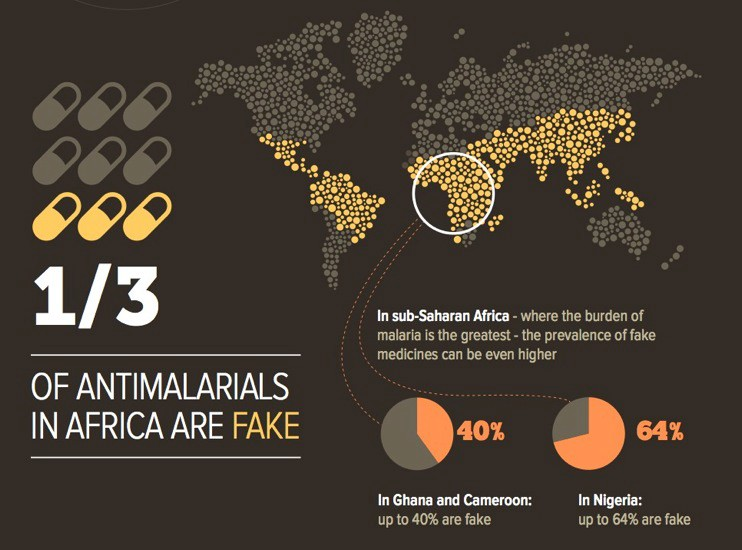 1/3
OF ANTIMALARIALS
IN AFRICA ARE FAKE
In sub-Saharan Africa - where the burden of
malaria is the greatest - the prevalence of fake
medicines can be even higher
40%
64%
In Ghana and Cameroon:
up to 40% are fake
In Nigeria:
up to 64% are fake